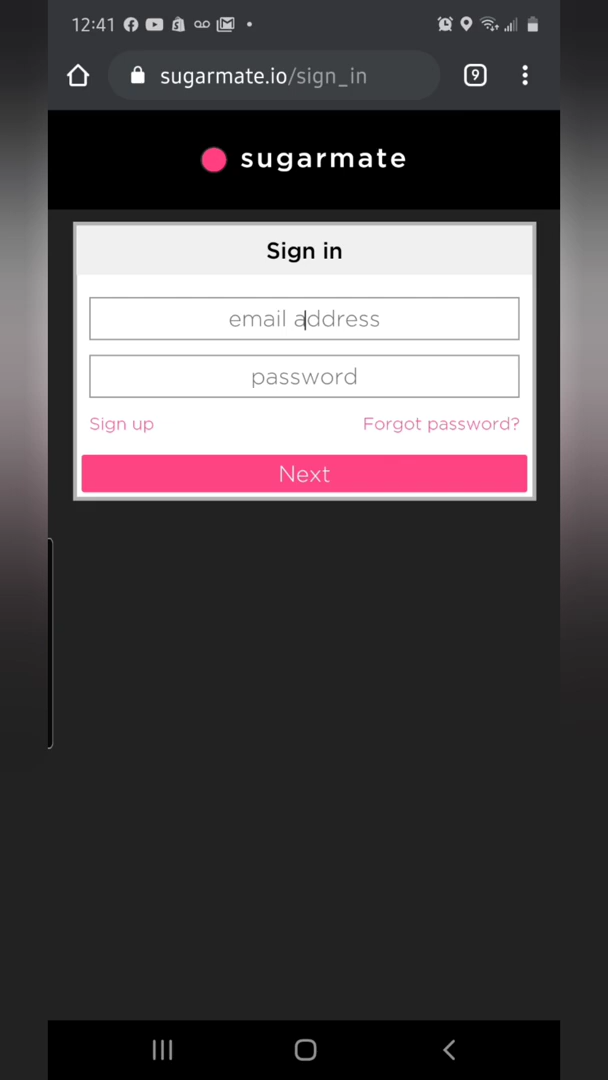 12:41
sugarmate.io/sign_in
9
sugarmate
Sign in
email address
password
Sign up
Forgot password?
Next